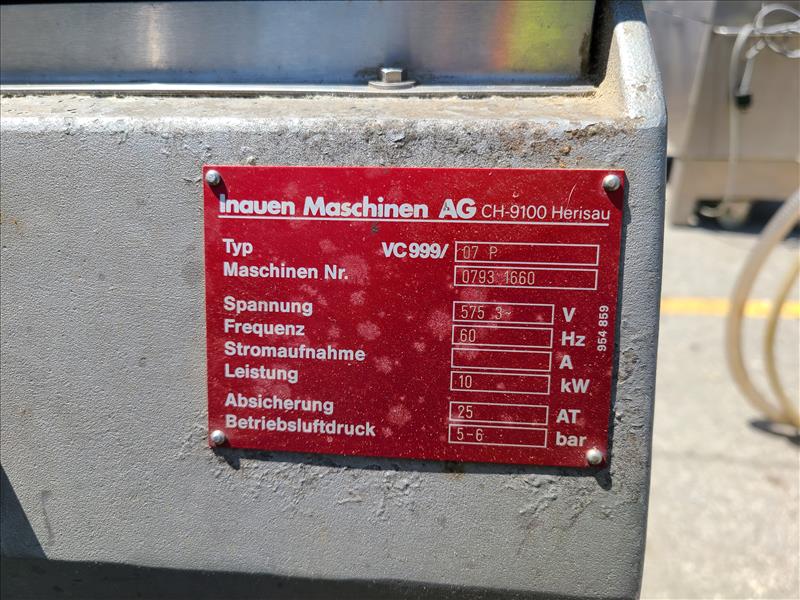 Inauen Maschinen AG CH-9100 Herisau
Typ VC999/ 07 P
Maschinen Nr. 0793 1660
Spannung 575 3~ V
Frequenz 60 Hz
Stromaufnahme A
Leistung 10 kW
Absicherung 25 AT
Betriebsluftdruck 5-6 bar
954 859